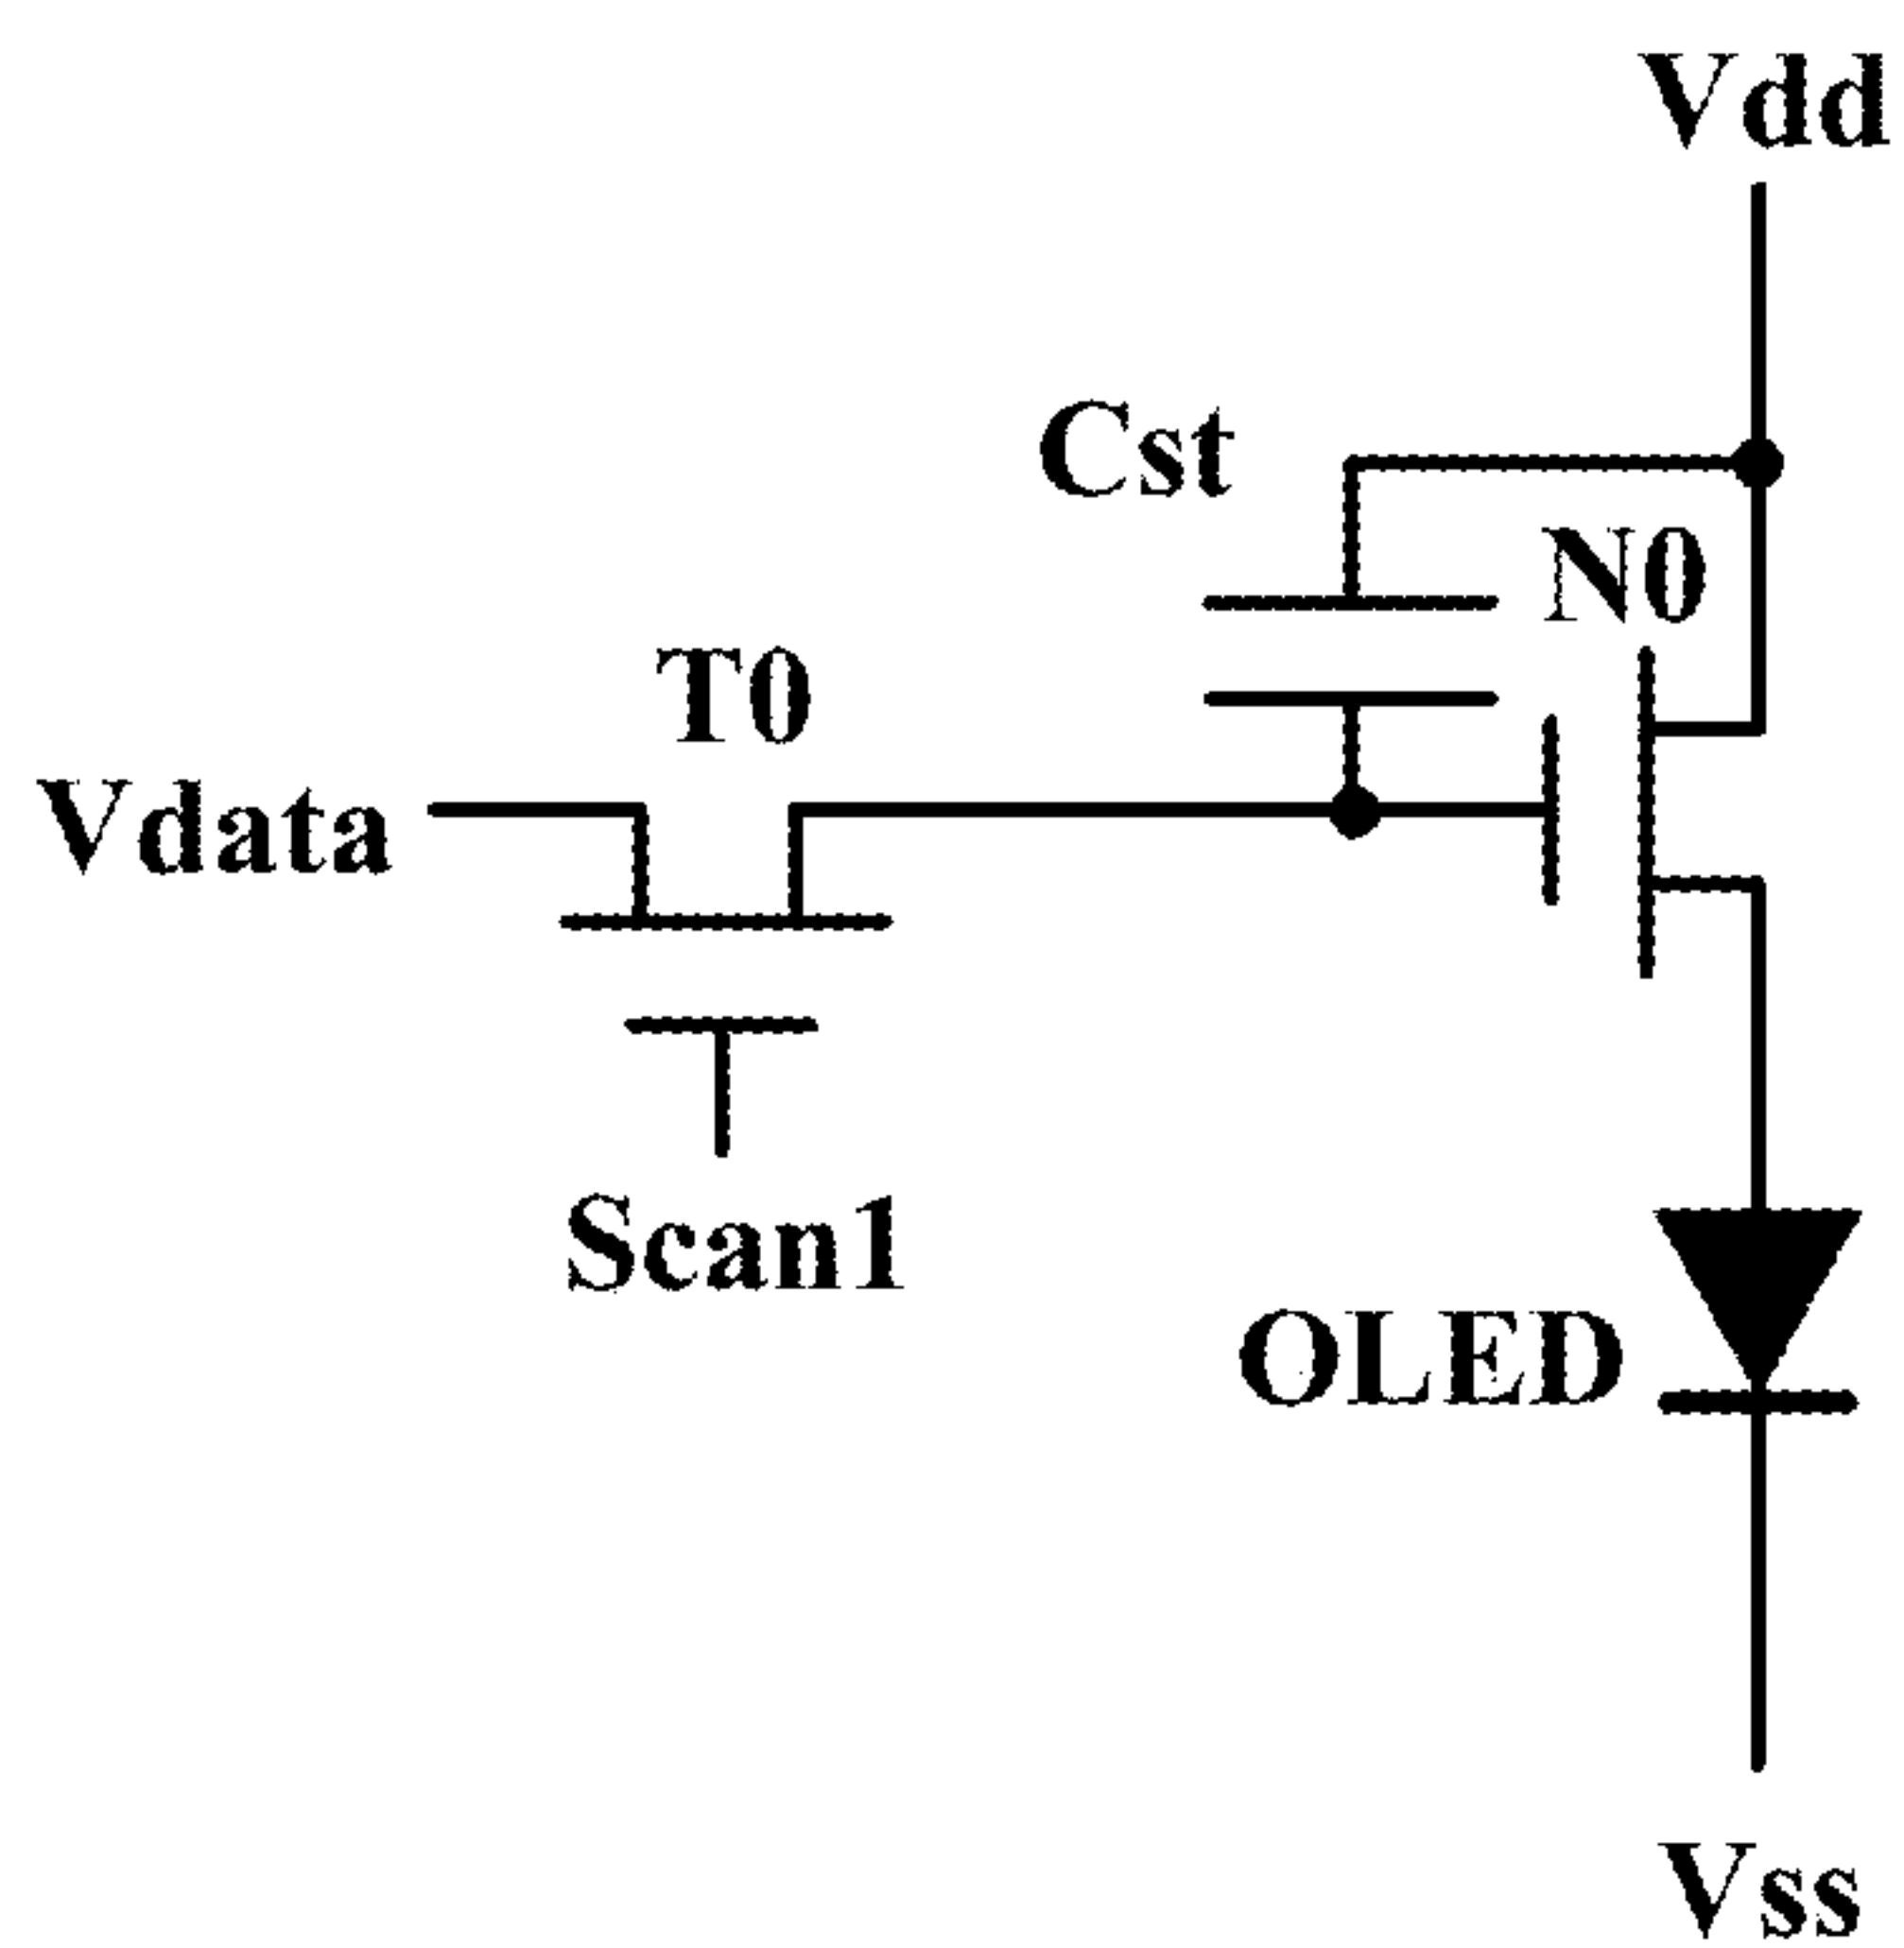 Vdd
Cst
N0
T0
Vdata
Scan1
OLED
Vss